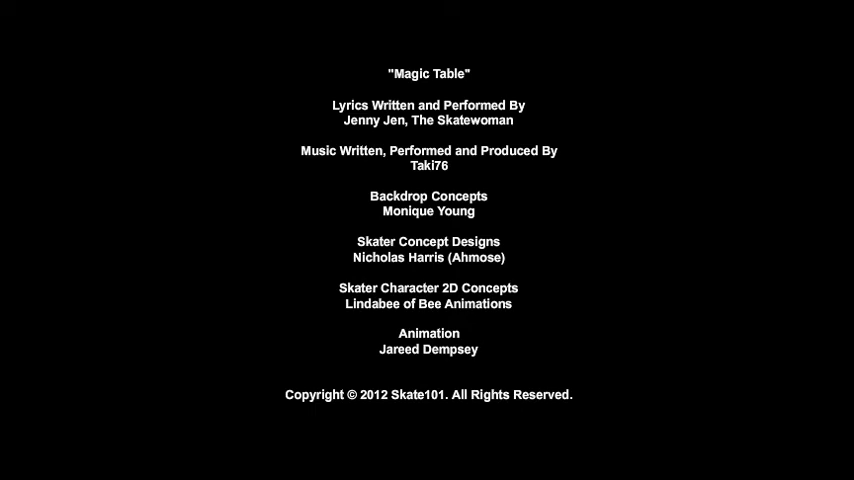 "Magic Table"
Lyrics Written and Performed By
Jenny Jen, The Skatewoman
Music Written, Performed and Produced By
Taki76
Backdrop Concepts
Monique Young
Skater Concept Designs
Nicholas Harris (Ahmose)
Skater Character 2D Concepts
Lindabee of Bee Animations
Animation
Jareed Dempsey
Copyright © 2012 Skate101. All Rights Reserved.